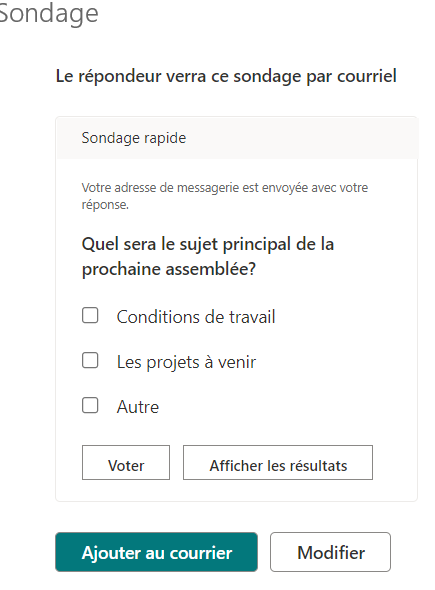 Sondage
Le répondeur verra ce sondage par courriel
Sondage rapide
Votre adresse de messagerie est envoyée avec votre
réponse.
Quel sera le sujet principal de la
prochaine assemblée?
Conditions de travail
Les projets à venir
Autre
Voter
Afficher les résultats
Ajouter au courrier
Modifier